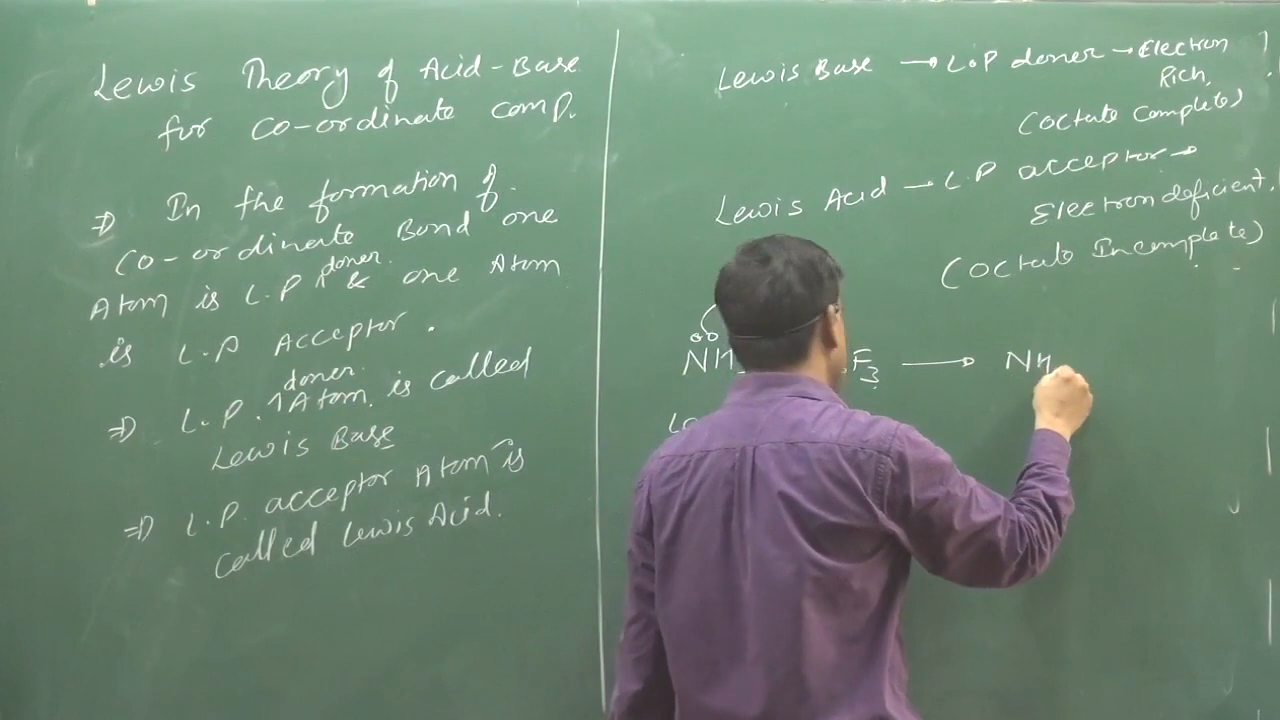 Lewis Theory of Acid-Base
for Co-ordinate comp.
⇒ In the formation of
Co-ordinate Bond one
Atom is L.P doner & one Atom
is L.P Acceptor.
⇒ L.P. doner Atom is called
Lewis Base
⇒ L.P. acceptor Atom is
called Lewis Acid.
Lewis Base → L.P doner → Electron
Rich,
(Octate Complete)
Lewis Acid → L.P acceptor →
Electron deficient.
(Octate Incomplete)
NH F3 → NH